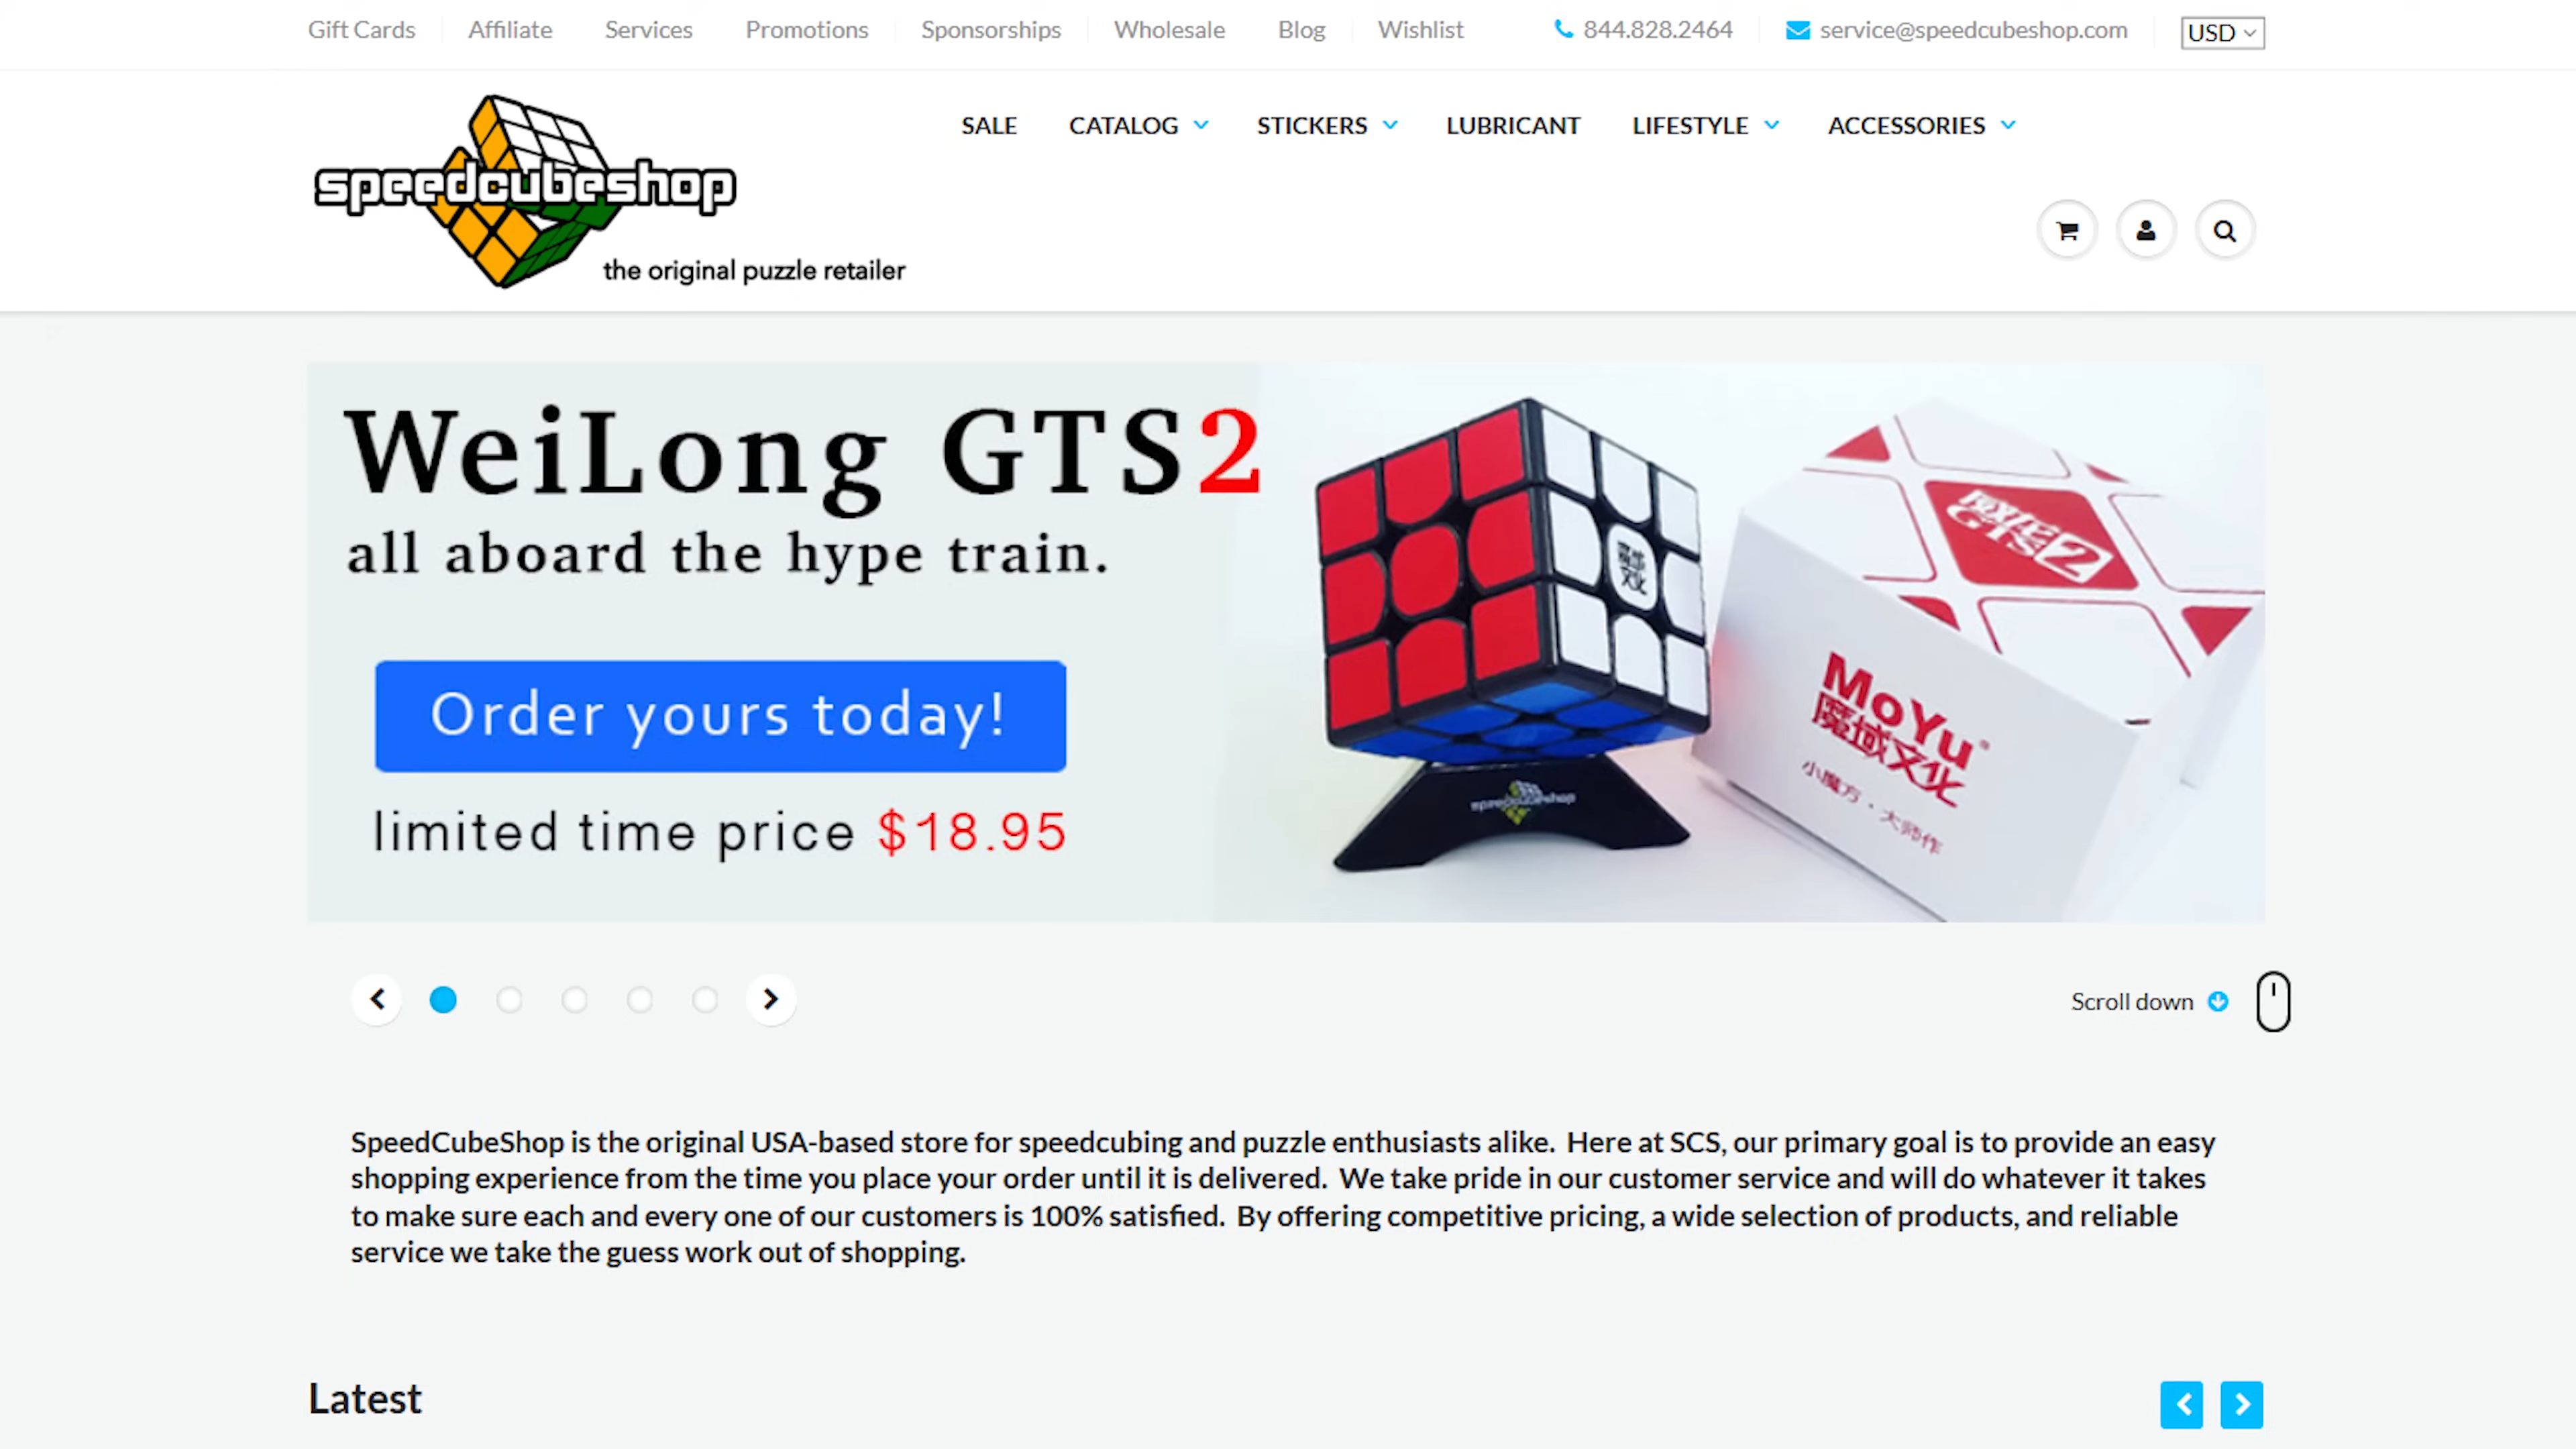 Gift Cards Affiliate Services Promotions Sponsorships Wholesale Blog Wishlist 844.828.2464 service@speedcubeshop.com USD
SALE CATALOG STICKERS LUBRICANT LIFESTYLE ACCESSORIES
speedcubeshop
the original puzzle retailer
WeiLong GTS2
all aboard the hype train.
Order yours today!
limited time price $18.95
魔域
文化
GTS2
MoYu
魔域文化
小魔方·大师作
speedcubeshop
Scroll down
SpeedCubeShop is the original USA-based store for speedcubing and puzzle enthusiasts alike. Here at SCS, our primary goal is to provide an easy
shopping experience from the time you place your order until it is delivered. We take pride in our customer service and will do whatever it takes
to make sure each and every one of our customers is 100% satisfied. By offering competitive pricing, a wide selection of products, and reliable
service we take the guess work out of shopping.
Latest